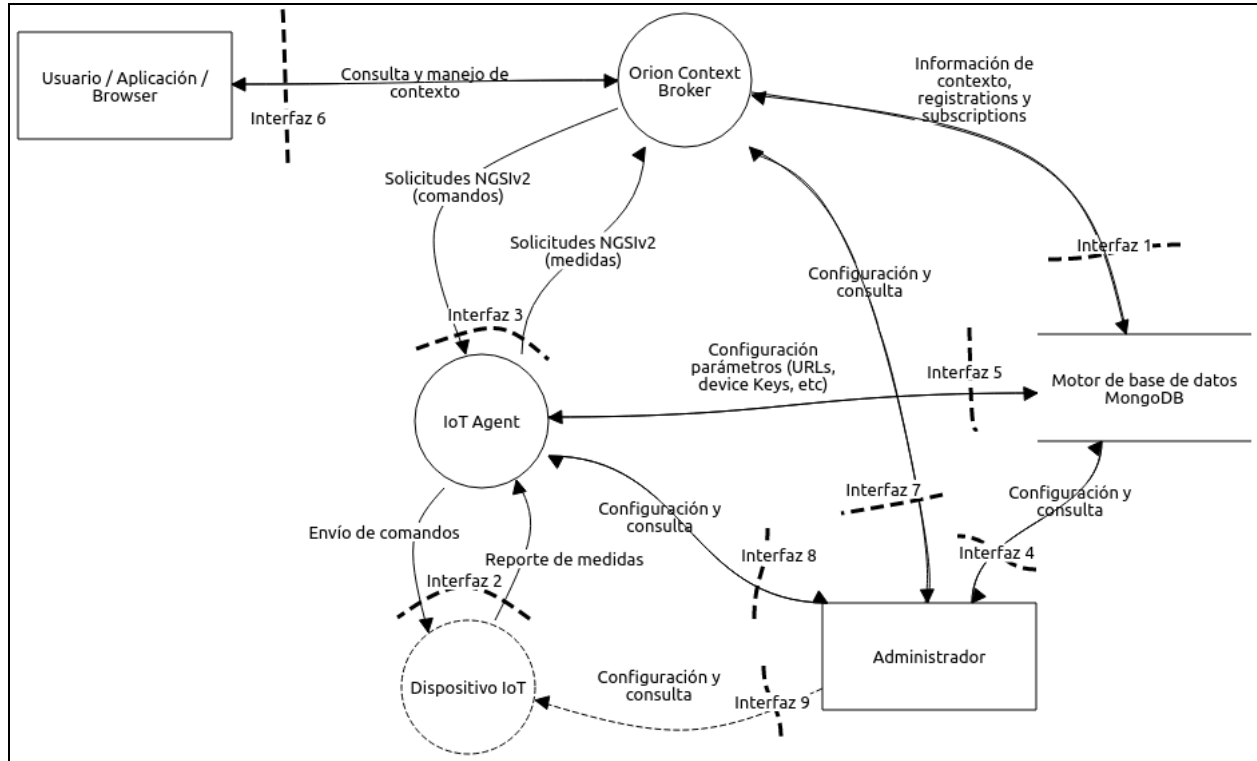 Usuario / Aplicación /
Browser
Interfaz 6
Consulta y manejo de
contexto
Orion Context
Broker
Información de
contexto,
registrations y
subscriptions
Solicitudes NGSIv2
(comandos)
Solicitudes NGSIv2
(medidas)
Configuración y
consulta
Interfaz 1
Interfaz 3
Configuración
parámetros (URLs,
device Keys, etc)
Interfaz 5
Motor de base de datos
MongoDB
IoT Agent
Configuración y
consulta
Interfaz 7
Configuración y
consulta
Envío de comandos
Reporte de medidas
Interfaz 8
Interfaz 4
Interfaz 2
Administrador
Dispositivo IoT
Configuración y
consulta
Interfaz 9